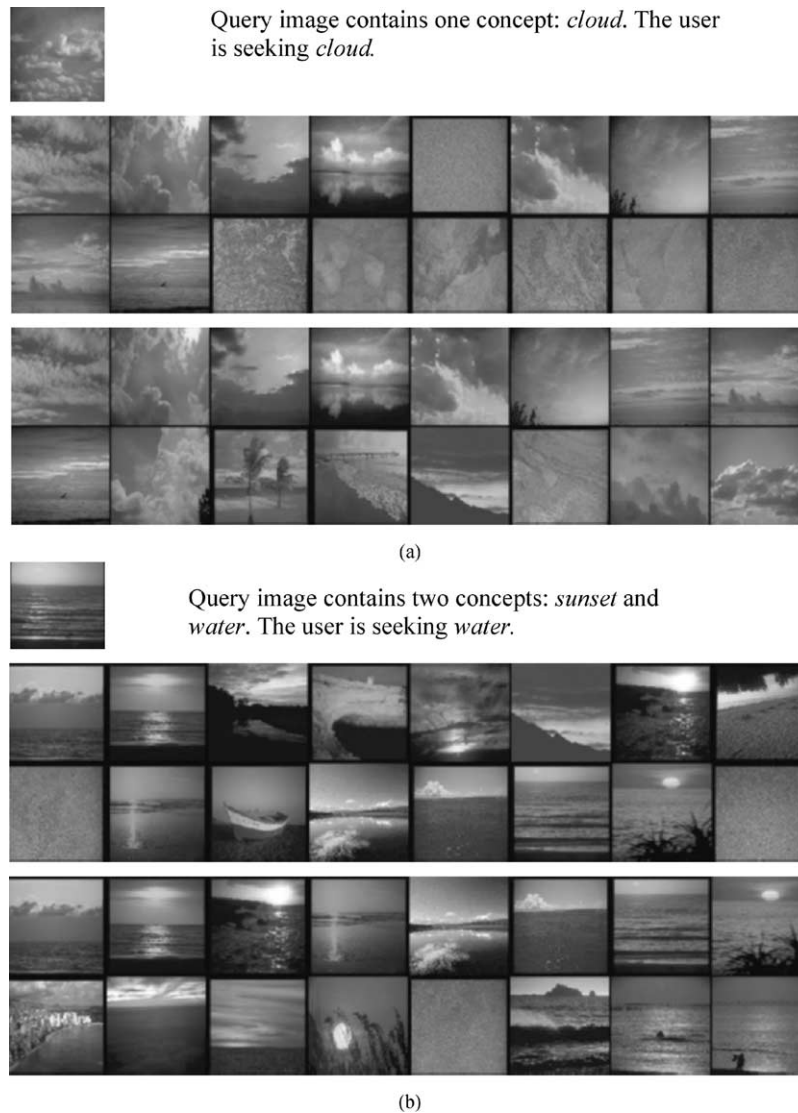 Query image contains one concept: cloud. The user
is seeking cloud.
(a)
Query image contains two concepts: sunset and
water. The user is seeking water.
(b)